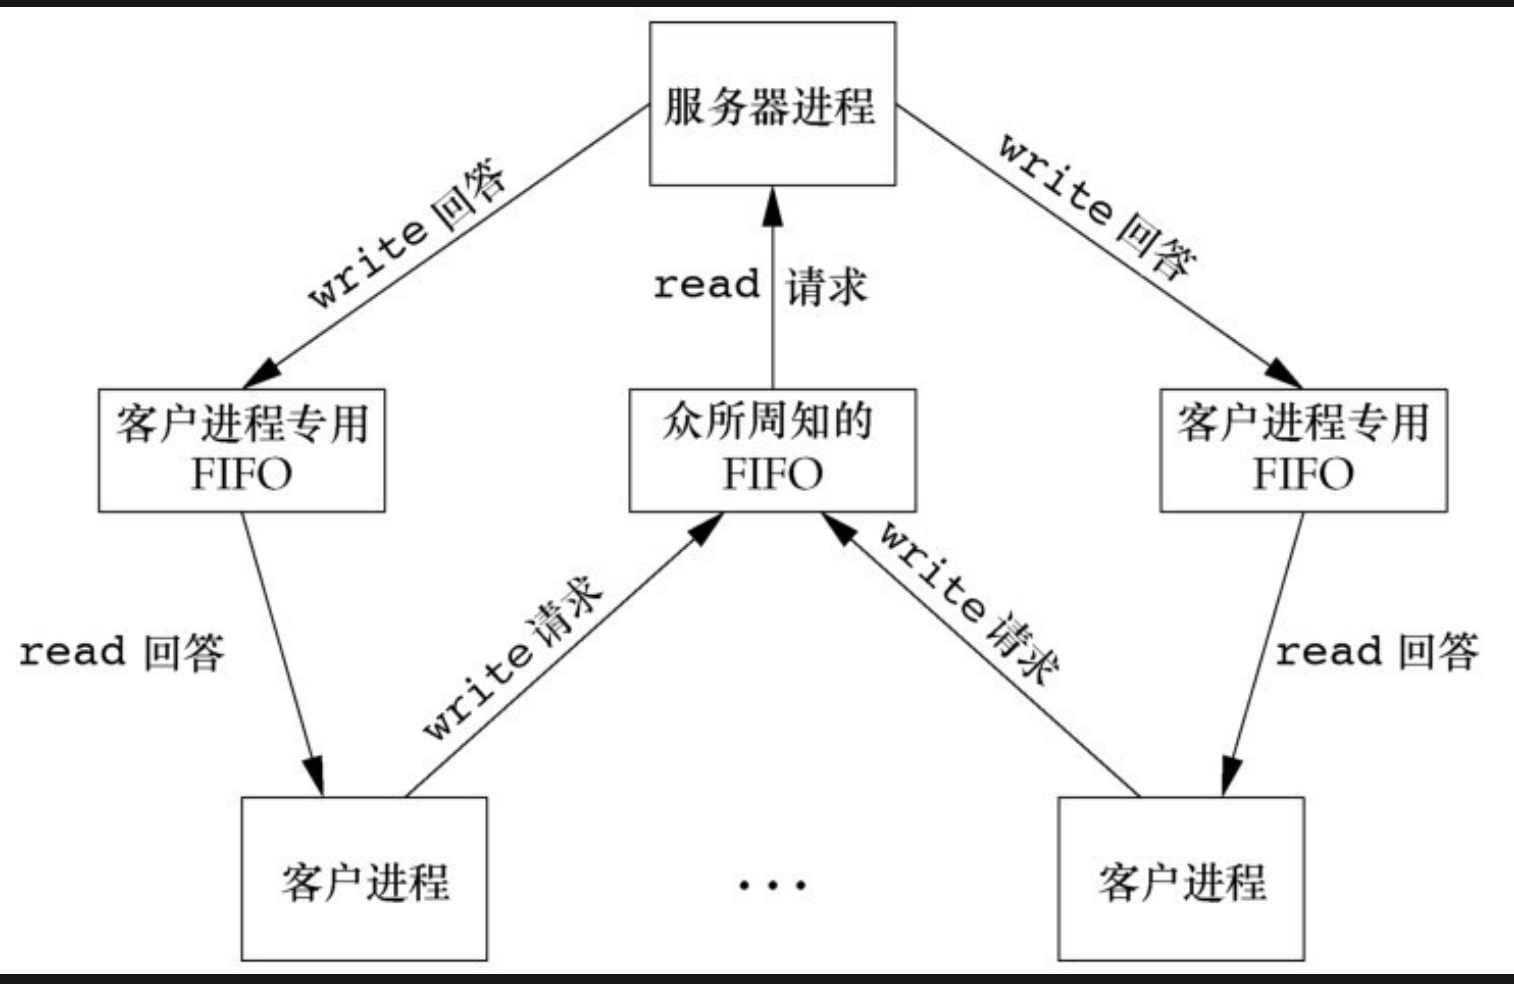 服务器进程
write 回答
write 回答
read 请求
客户进程专用
FIFO
众所周知的
FIFO
客户进程专用
FIFO
write 请求
write 请求
read 回答
read 回答
客户进程
...
客户进程